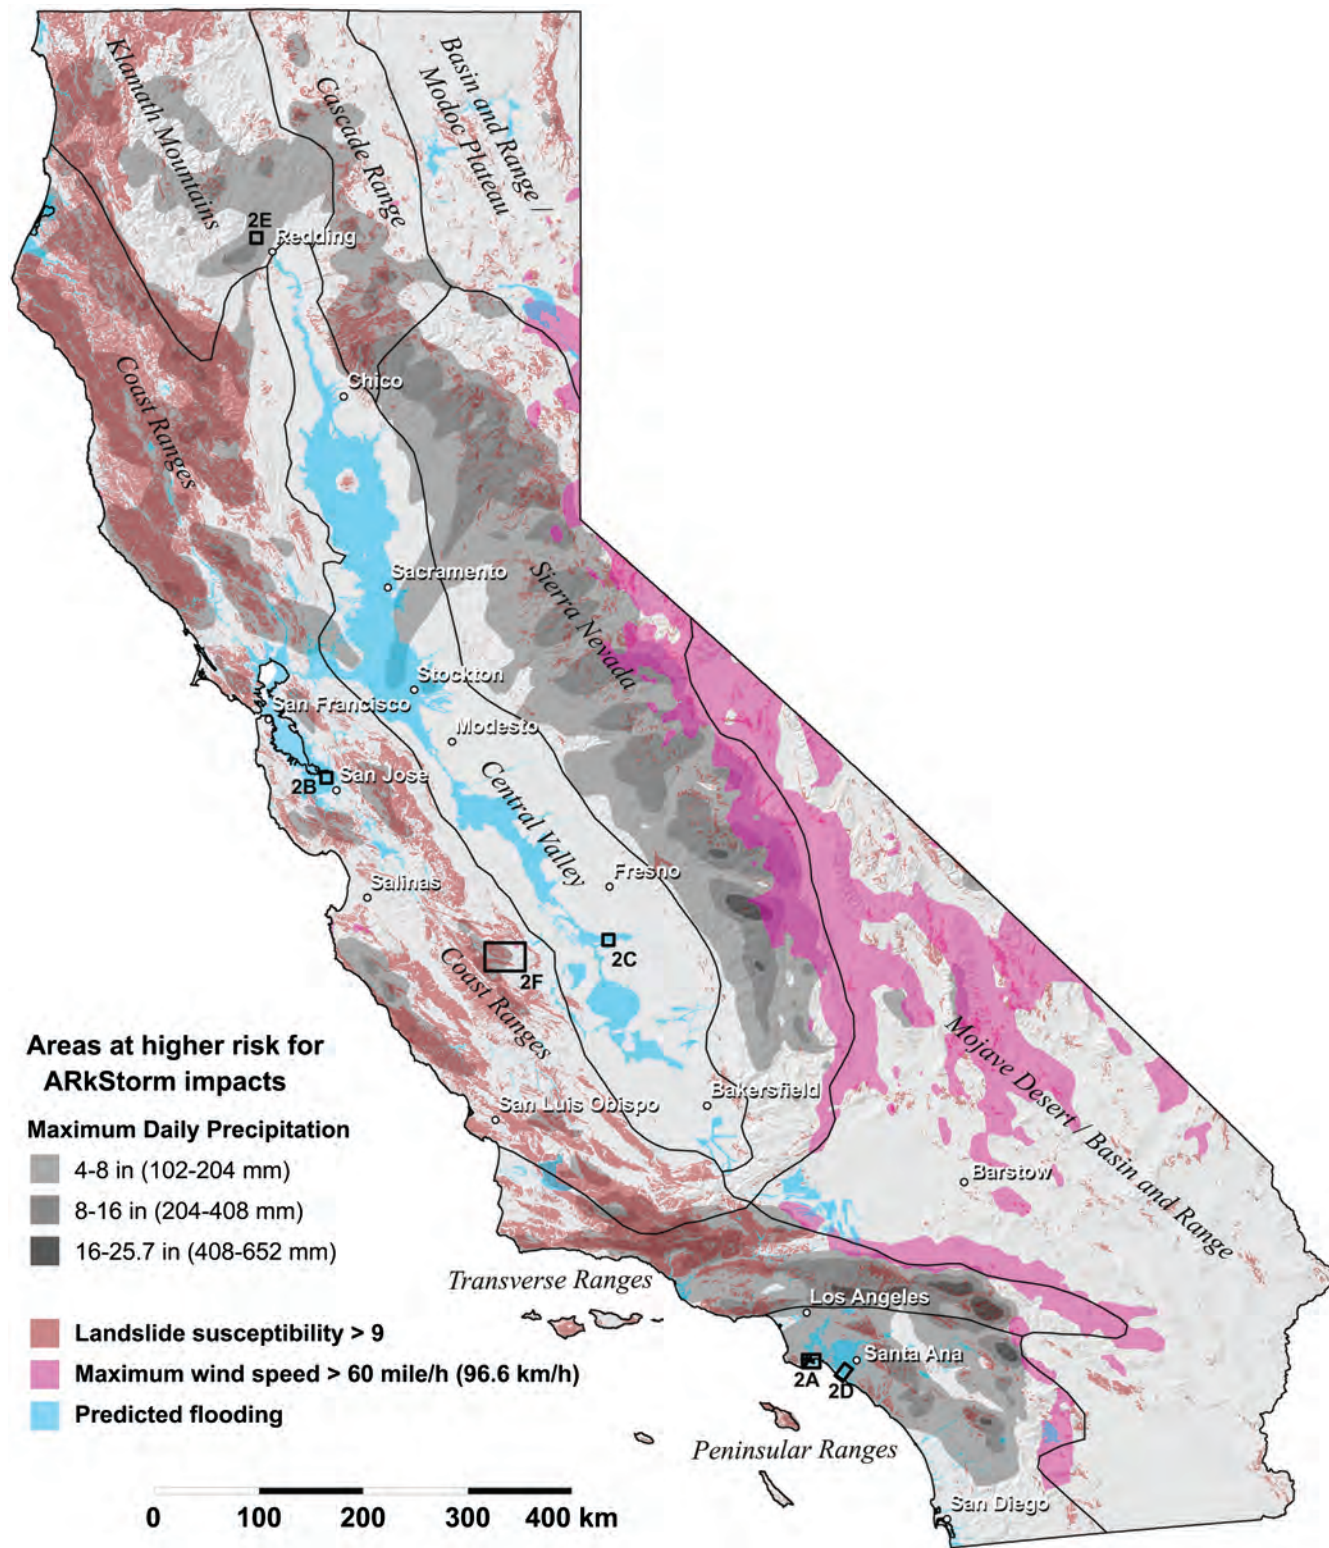 Klamath Mountains
Cascade Range
Basin and Range /
Modoc Plateau
2E
Redding
Coast Ranges
Chico
Sacramento
Sierra Nevada
Stockton
San Francisco
Modesto
2B
San Jose
Central Valley
Salinas
Fresno
2C
2F
Coast Ranges
Mojave Desert / Basin and Range
Areas at higher risk for
ARkStorm impacts
Maximum Daily Precipitation
4-8 in (102-204 mm)
8-16 in (204-408 mm)
16-25.7 in (408-652 mm)
Landslide susceptibility > 9
Maximum wind speed > 60 mile/h (96.6 km/h)
Predicted flooding
San Luis Obispo
Bakersfield
Barstow
Transverse Ranges
Los Angeles
Santa Ana
2A
2D
Peninsular Ranges
San Diego
0 100 200 300 400 km